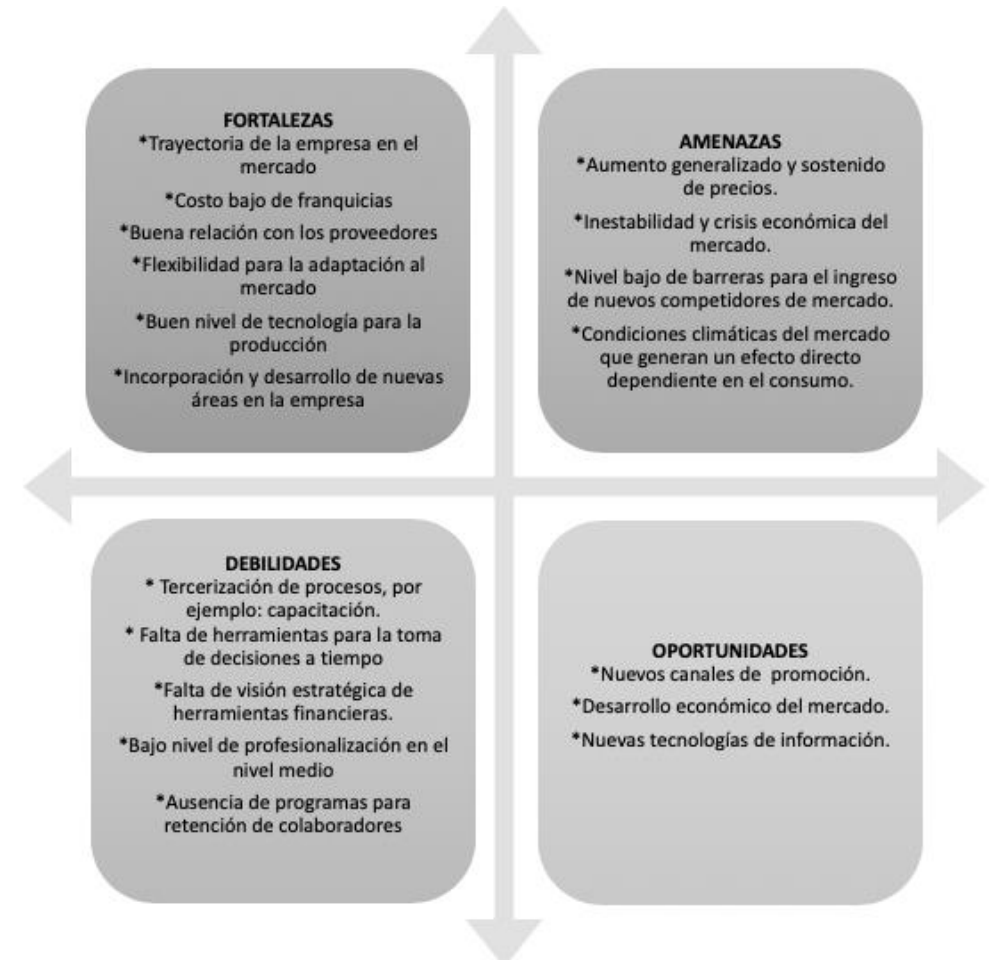 FORTALEZAS
*Trayectoria de la empresa en el
mercado
*Costo bajo de franquicias
*Buena relación con los proveedores
*Flexibilidad para la adaptación al
mercado
*Buen nivel de tecnología para la
producción
*Incorporación y desarrollo de nuevas
áreas en la empresa
AMENAZAS
*Aumento generalizado y sostenido
de precios.
*Inestabilidad y crisis económica del
mercado.
*Nivel bajo de barreras para el ingreso
de nuevos competidores de mercado.
*Condiciones climáticas del mercado
que generan un efecto directo
dependiente en el consumo.
DEBILIDADES
* Tercerización de procesos, por
ejemplo: capacitación.
* Falta de herramientas para la toma
de decisiones a tiempo
*Falta de visión estratégica de
herramientas financieras.
*Bajo nivel de profesionalización en el
nivel medio
*Ausencia de programas para
retención de colaboradores
OPORTUNIDADES
*Nuevos canales de  promoción.
*Desarrollo económico del mercado.
*Nuevas tecnologías de información.